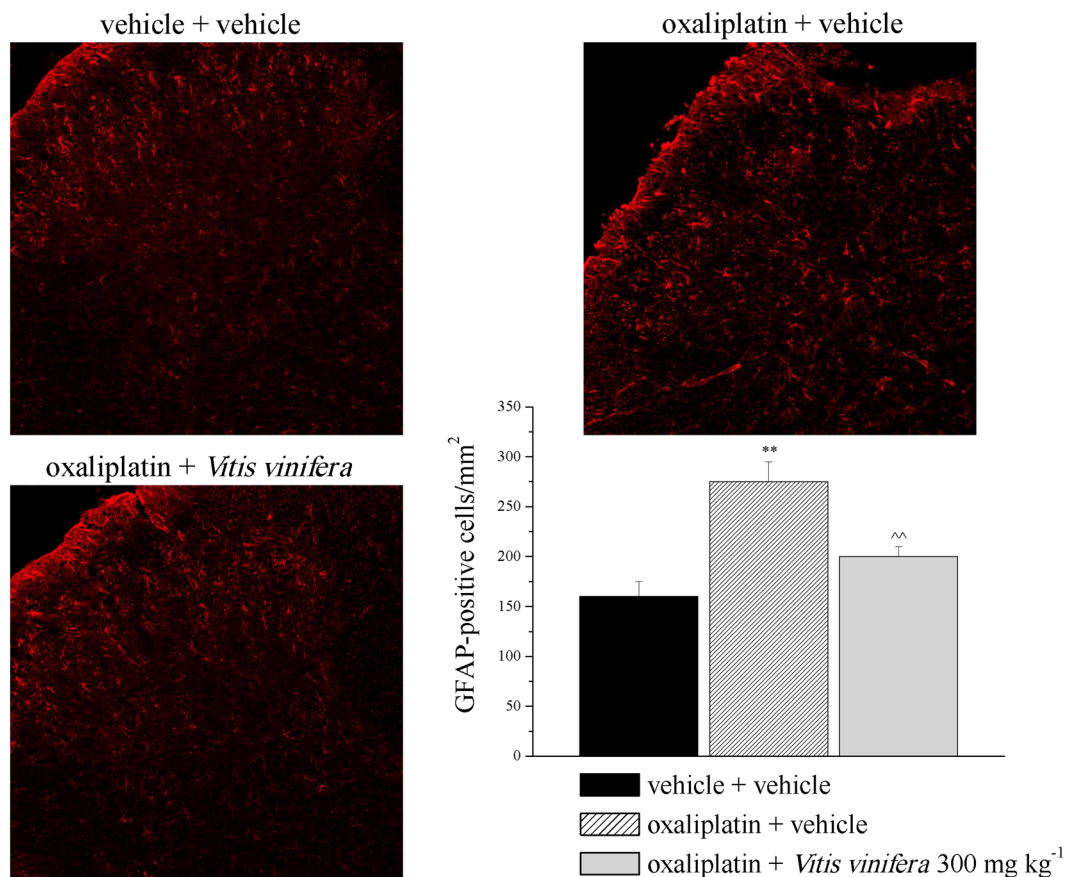 vehicle + vehicle
oxaliplatin + vehicle
oxaliplatin + Vitis vinifera
GFAP-positive cells/mm²
350
300
250
200
150
100
50
0
**
^^
vehicle + vehicle
oxaliplatin + vehicle
oxaliplatin + Vitis vinifera 300 mg kg⁻¹